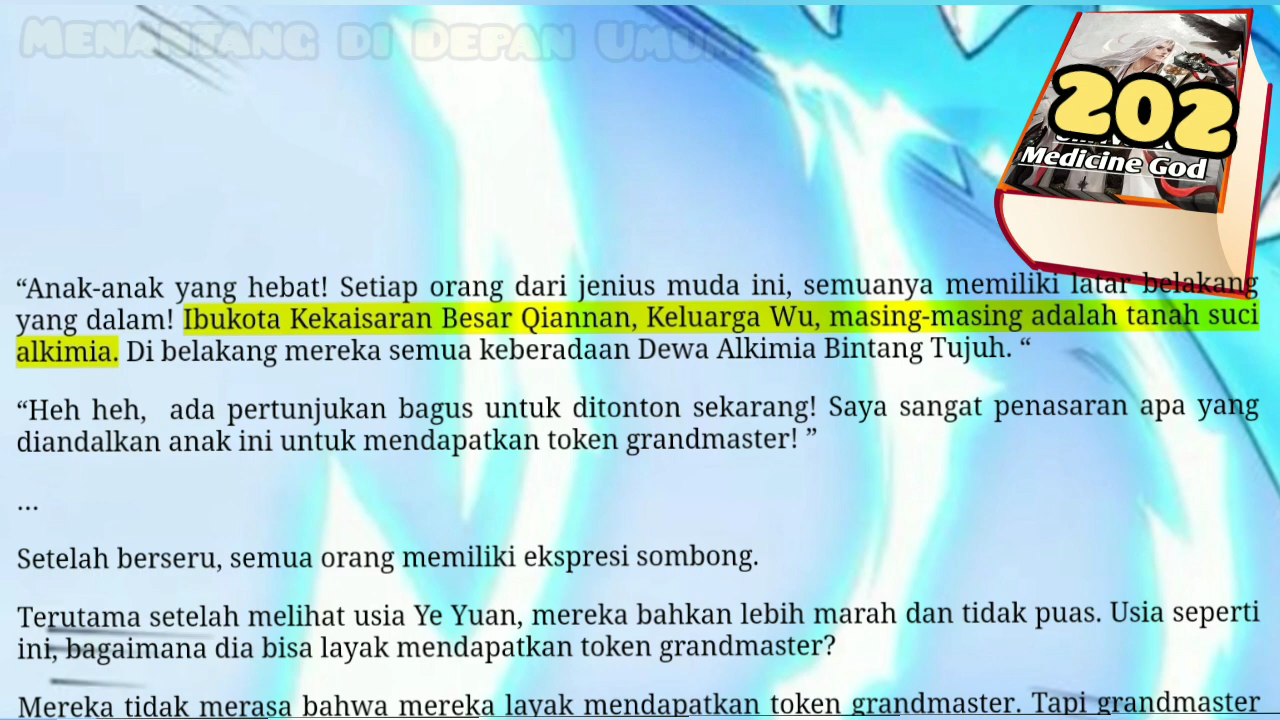 Menantang di Depan Umum
202
Medicine God
“Anak-anak yang hebat! Setiap orang dari jenius muda ini, semuanya memiliki latar belakang
yang dalam! Ibukota Kekaisaran Besar Qiannan, Keluarga Wu, masing-masing adalah tanah suci
alkimia. Di belakang mereka semua keberadaan Dewa Alkimia Bintang Tujuh. “
“Heh heh,  ada pertunjukan bagus untuk ditonton sekarang! Saya sangat penasaran apa yang
diandalkan anak ini untuk mendapatkan token grandmaster! ”
...
Setelah berseru, semua orang memiliki ekspresi sombong.
Terutama setelah melihat usia Ye Yuan, mereka bahkan lebih marah dan tidak puas. Usia seperti
ini, bagaimana dia bisa layak mendapatkan token grandmaster?
Mereka tidak merasa bahwa mereka layak mendapatkan token grandmaster. Tapi grandmaster